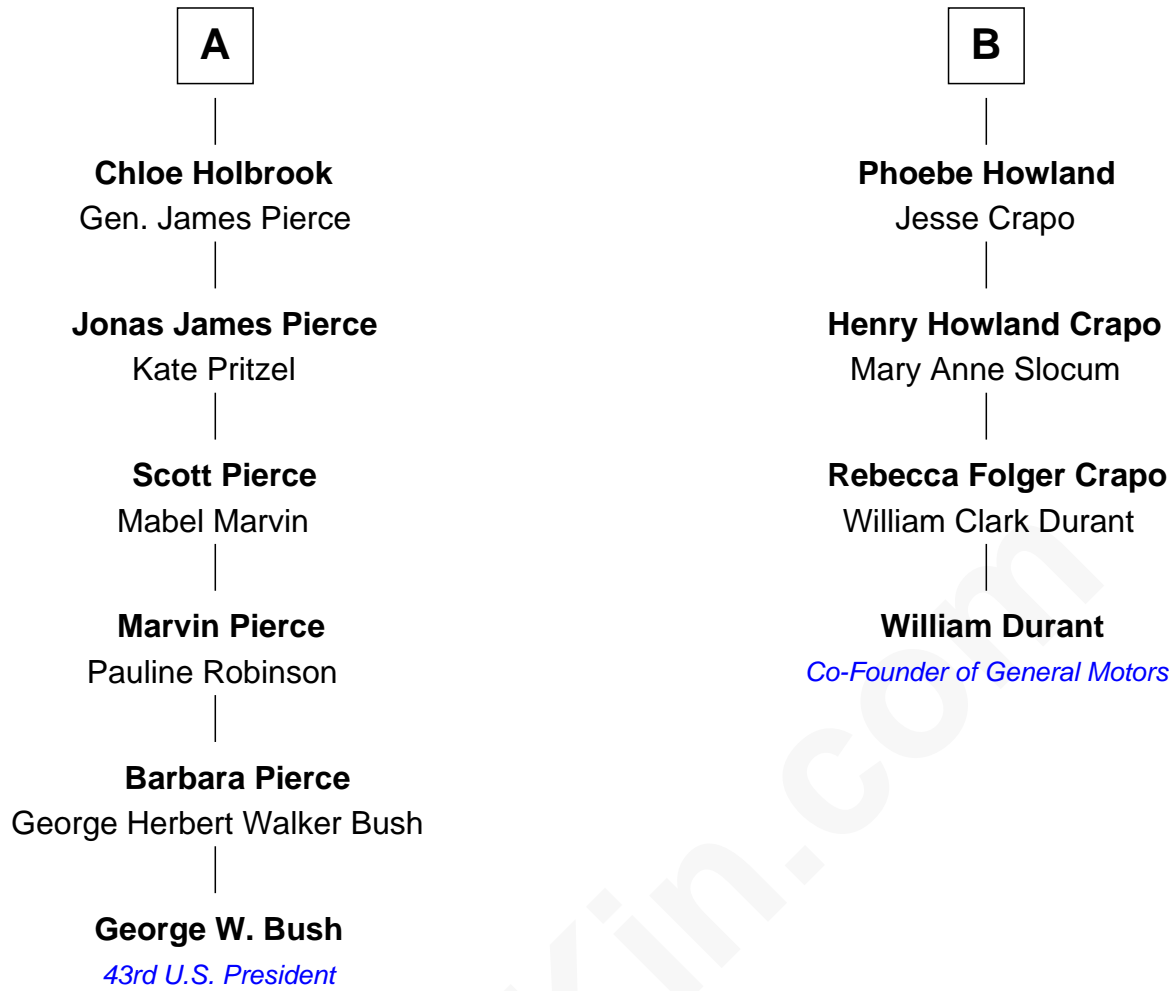 A
Chloe Holbrook
Gen. James Pierce
Jonas James Pierce
Kate Pritzel
Scott Pierce
Mabel Marvin
Marvin Pierce
Pauline Robinson
Barbara Pierce
George Herbert Walker Bush
George W. Bush
43rd U.S. President
B
Phoebe Howland
Jesse Crapo
Henry Howland Crapo
Mary Anne Slocum
Rebecca Folger Crapo
William Clark Durant
William Durant
Co-Founder of General Motors